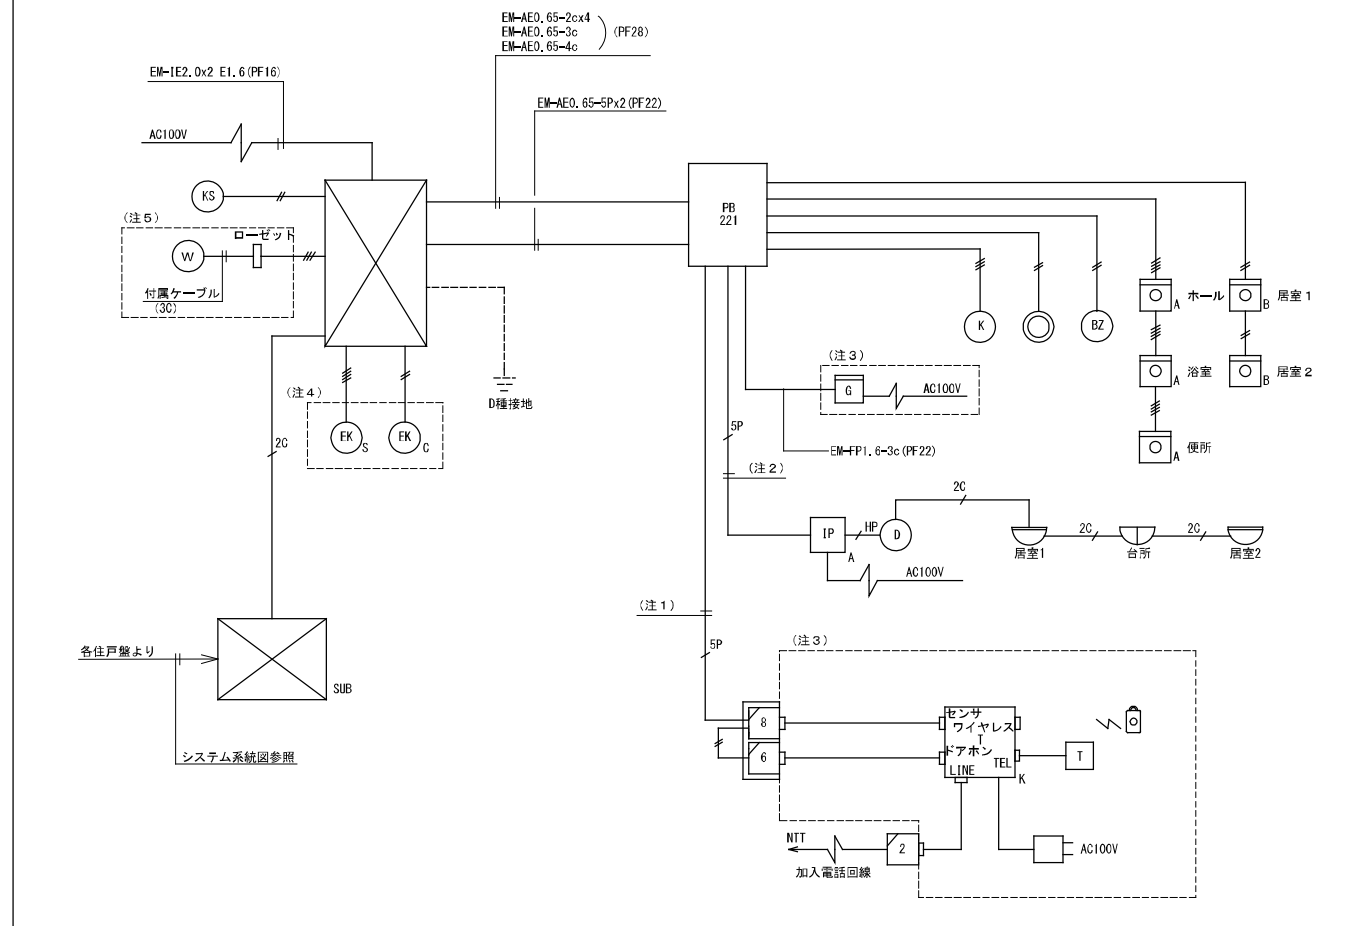 EM-AE0.65-2cx4
EM-AE0.65-3c (PF28)
EM-AE0.65-4c
EM-IE2.0x2 E1.6(PF16)
EM-AE0.65-5Px2(PF22)
AC100V
KS
PB
221
(注5)
ローゼット
W
付属ケーブル
(3C)
ホール
A
居室1
B
K
BZ
(注3)
浴室
A
居室2
B
G
AC100V
D種接地
(注4)
EK
S
EK
C
5P
2C
EM-FP1.6-3c(PF22)
便所
A
(注2)
2C
IP
A
HP
D
2C
2C
居室1
台所
居室2
AC100V
(注1)
5P
(注3)
各住戸盤より
SUB
システム系統図参照
8
6
センサ
ワイヤレス
T
ドアホン
TEL
LINE
K
T
NTT
2
AC100V
加入電話回線